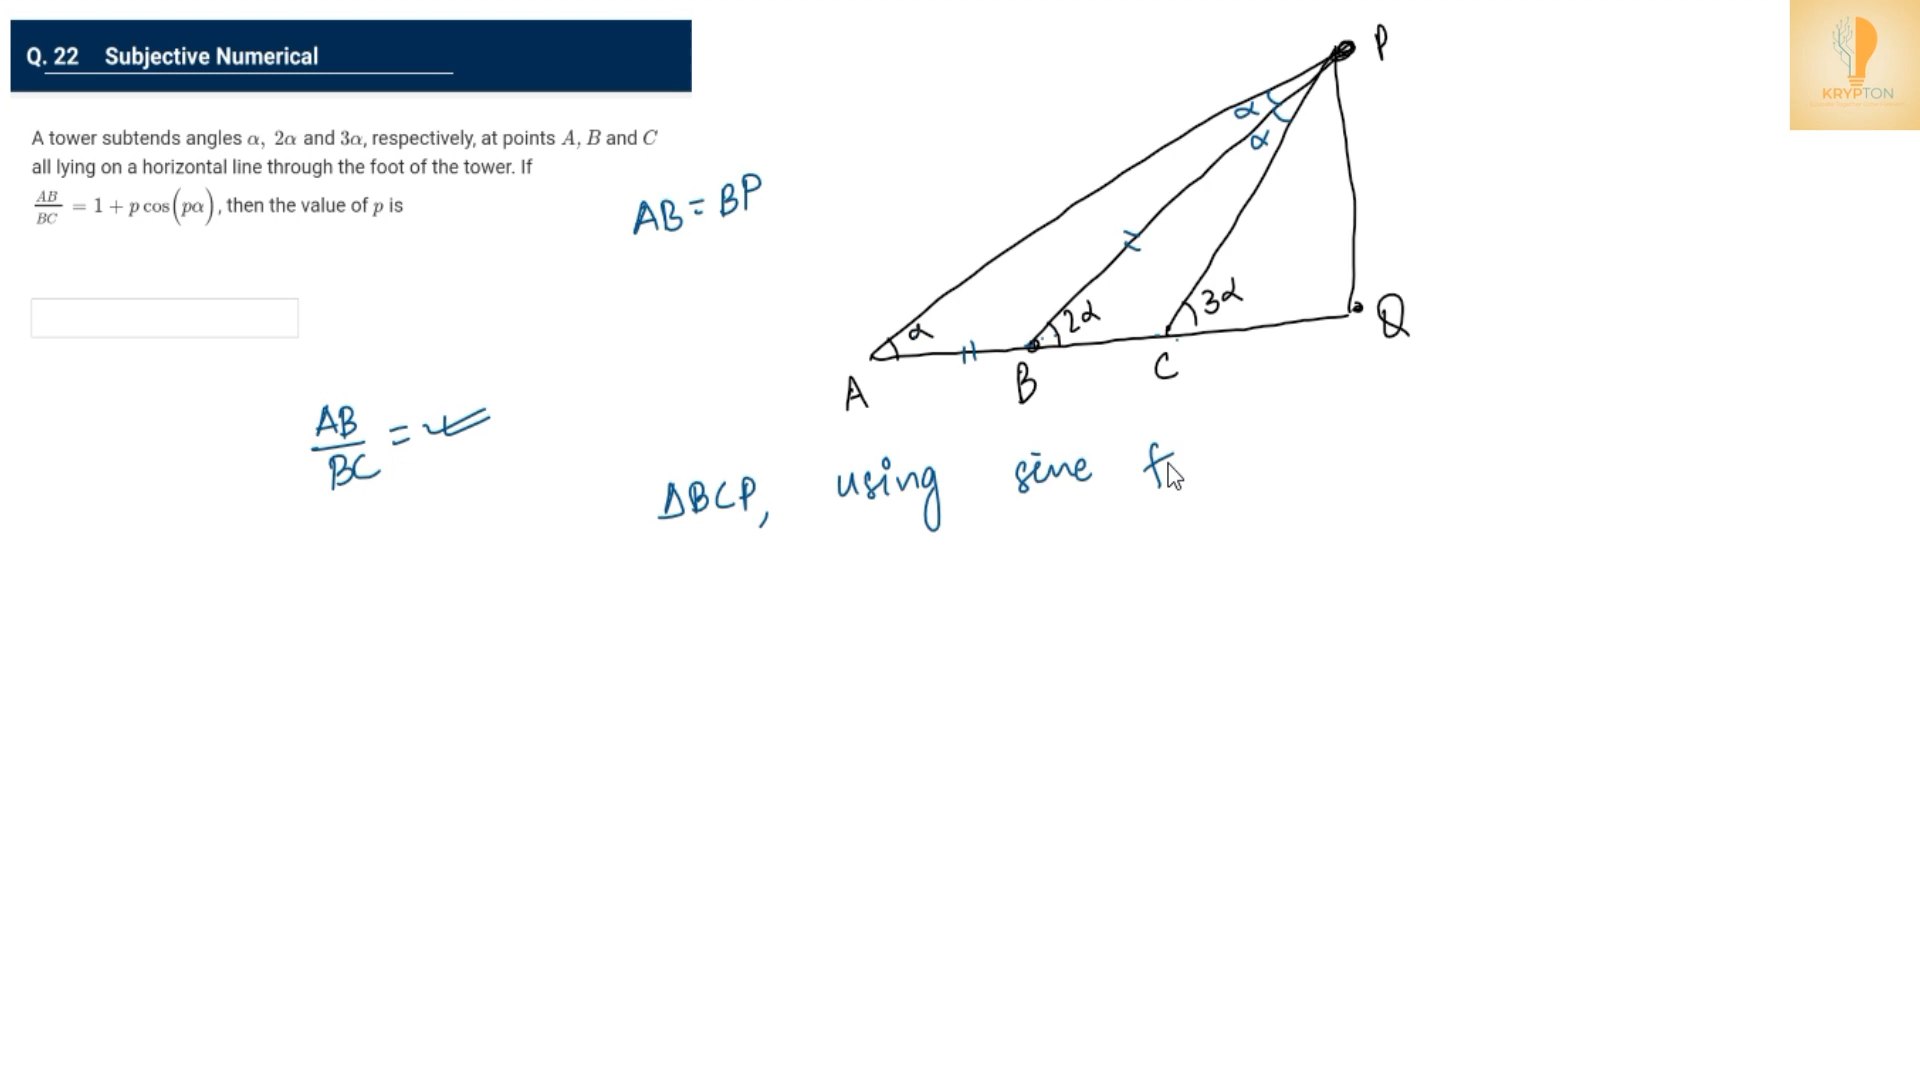 Q. 22 Subjective Numerical
A tower subtends angles α, 2α and 3α, respectively, at points A, B and C
all lying on a horizontal line through the foot of the tower. If
AB/BC = 1 + p cos(pα), then the value of p is
P
KRYPTON
α
α
AB = BP
α
2α
3α
Q
A
B
C
AB/BC =
ΔBCP, using sine f